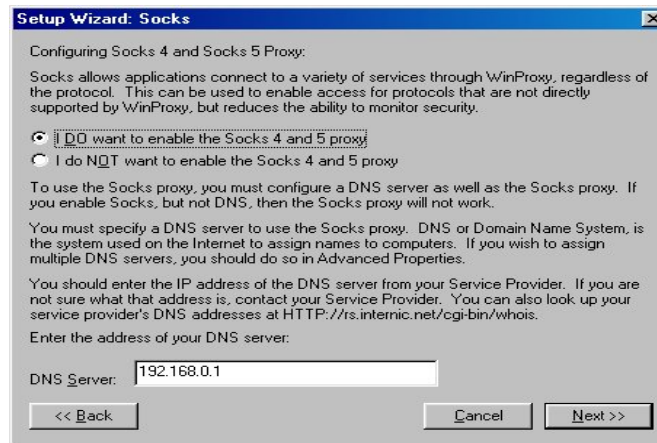 Setup Wizard: Socks
Configuring Socks 4 and Socks 5 Proxy:
Socks allows applications connect to a variety of services through WinProxy, regardless of
the protocol. This can be used to enable access for protocols that are not directly
supported by WinProxy, but reduces the ability to monitor security.
I DO want to enable the Socks 4 and 5 proxy
I do NOT want to enable the Socks 4 and 5 proxy
To use the Socks proxy, you must configure a DNS server as well as the Socks proxy. If
you enable Socks, but not DNS, then the Socks proxy will not work.
You must specify a DNS server to use the Socks proxy. DNS or Domain Name System, is
the system used on the Internet to assign names to computers. If you wish to assign
multiple DNS servers, you should do so in Advanced Properties.
You should enter the IP address of the DNS server from your Service Provider. If you are
not sure what that address is, contact your Service Provider. You can also look up your
service provider's DNS addresses at HTTP://rs.internic.net/cgi-bin/whois.
Enter the address of your DNS server:
DNS Server: 192.168.0.1
<< Back Cancel Next >>